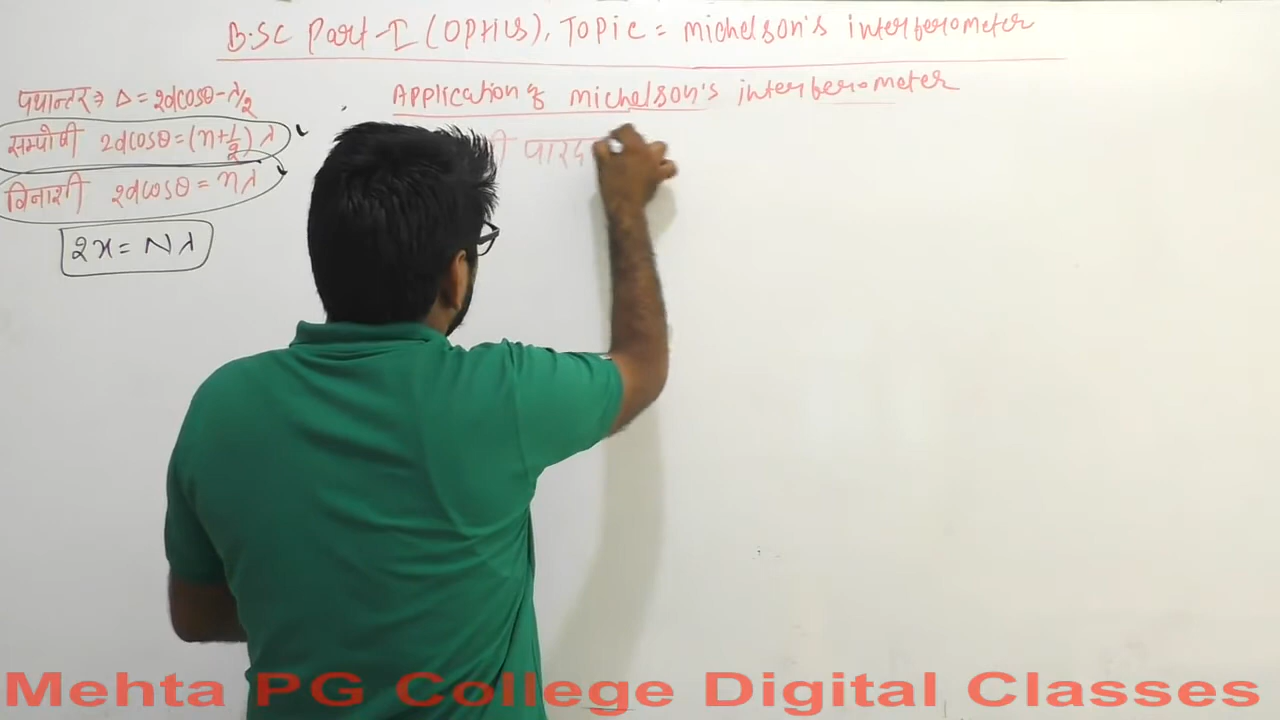 B.SC Part-I (OPTICS), TOPIC = michelson's interferometer
Application of michelson's interferometer
पथान्तर → Δ = 2dcosθ - λ/2
सम्पोषी 2dcosθ = (n+1/2) λ
विनाशी 2dcosθ = nλ
2x = Nλ
Mehta PG College Digital Classes